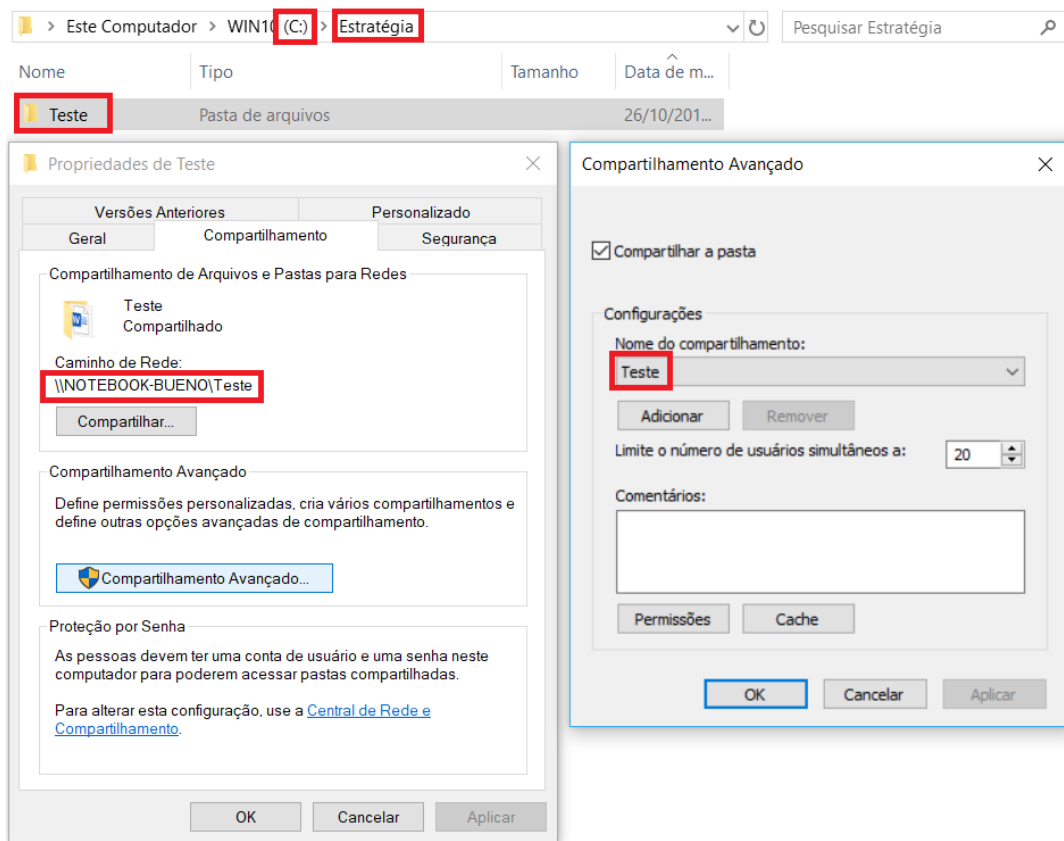 Este Computador > WIN10 (C:) > Estratégia
Pesquisar Estratégia
Nome Tipo Tamanho Data de m...
Teste Pasta de arquivos 26/10/201...
Propriedades de Teste
Versões Anteriores Personalizado
Geral Compartilhamento Segurança
Compartilhamento de Arquivos e Pastas para Redes
Teste
Compartilhado
Caminho de Rede:
\\NOTEBOOK-BUENO\Teste
Compartilhar...
Compartilhamento Avançado
Define permissões personalizadas, cria vários compartilhamentos e
define outras opções avançadas de compartilhamento.
Compartilhamento Avançado...
Proteção por Senha
As pessoas devem ter uma conta de usuário e uma senha neste
computador para poderem acessar pastas compartilhadas.
Para alterar esta configuração, use a Central de Rede e
Compartilhamento.
OK Cancelar Aplicar
Compartilhamento Avançado
Compartilhar a pasta
Configurações
Nome do compartilhamento:
Teste
Adicionar Remover
Limite o número de usuários simultâneos a: 20
Comentários:
Permissões Cache
OK Cancelar Aplicar